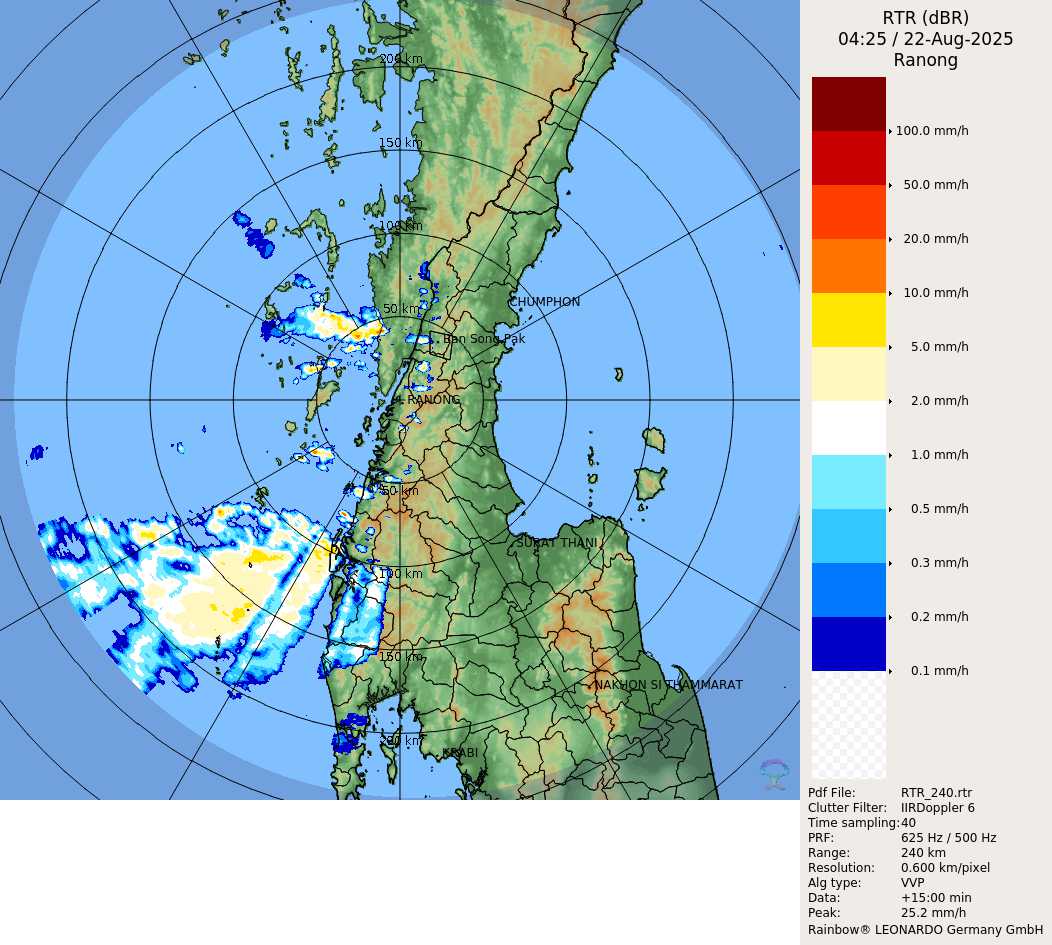 RTR (dBR)
04:25 / 22-Aug-2025
Ranong
100.0 mm/h
50.0 mm/h
20.0 mm/h
10.0 mm/h
5.0 mm/h
2.0 mm/h
1.0 mm/h
0.5 mm/h
0.3 mm/h
0.2 mm/h
0.1 mm/h
Pdf File: RTR_240.rtr
Clutter Filter: IIRDoppler 6
Time sampling: 40
PRF: 625 Hz / 500 Hz
Range: 240 km
Resolution: 0.600 km/pixel
Alg type: VVP
Data: +15:00 min
Peak: 25.2 mm/h
Rainbow® LEONARDO Germany GmbH
200 km
150 km
100 km
CHUMPHON
50 km
Ban Song Pak
RANONG
50 km
SURAT THANI
100 km
150 km
NAKHON SI THAMMARAT
200 km
KRABI